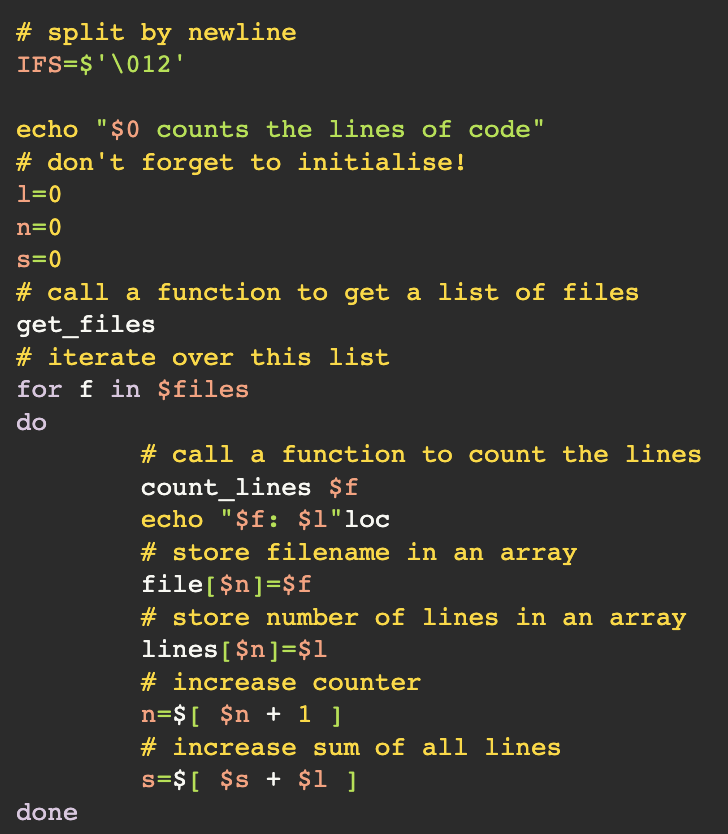 # split by newline
IFS=$'\012'

echo "$0 counts the lines of code"
# don't forget to initialise!
l=0
n=0
s=0
# call a function to get a list of files
get_files
# iterate over this list
for f in $files
do
        # call a function to count the lines
        count_lines $f
        echo "$f: $l"loc
        # store filename in an array
        file[$n]=$f
        # store number of lines in an array
        lines[$n]=$l
        # increase counter
        n=$[ $n + 1 ]
        # increase sum of all lines
        s=$[ $s + $l ]
done